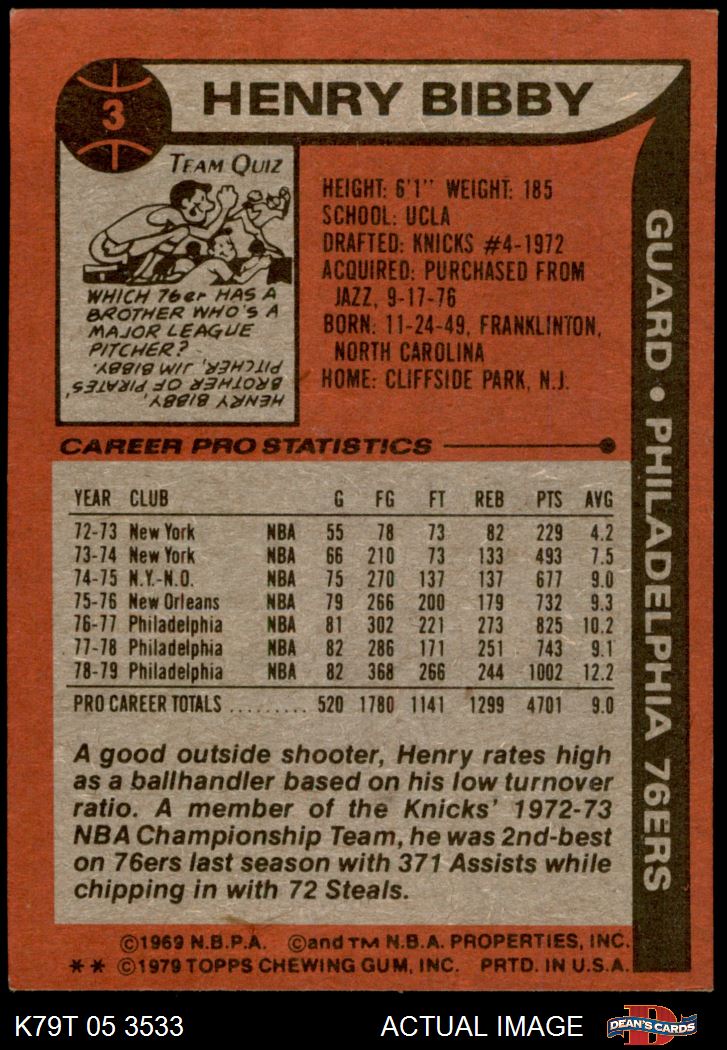 3
HENRY BIBBY
TEAM QUIZ
WHICH 76er HAS A
BROTHER WHO'S A
MAJOR LEAGUE
PITCHER?
HENRY BIBBY,
BROTHER OF PIRATES'
PITCHER, JIM BIBBY.
HEIGHT: 6'1" WEIGHT: 185
SCHOOL: UCLA
DRAFTED: KNICKS #4-1972
ACQUIRED: PURCHASED FROM
JAZZ, 9-17-76
BORN: 11-24-49, FRANKLINTON,
NORTH CAROLINA
HOME: CLIFFSIDE PARK, N.J.
GUARD • PHILADELPHIA 76ERS
CAREER PRO STATISTICS
YEAR CLUB G FG FT REB PTS AVG
72-73 New York NBA 55 78 73 82 229 4.2
73-74 New York NBA 66 210 73 133 493 7.5
74-75 N.Y.-N.O. NBA 75 270 137 137 677 9.0
75-76 New Orleans NBA 79 266 200 179 732 9.3
76-77 Philadelphia NBA 81 302 221 273 825 10.2
77-78 Philadelphia NBA 82 286 171 251 743 9.1
78-79 Philadelphia NBA 82 368 266 244 1002 12.2
PRO CAREER TOTALS ......... 520 1780 1141 1299 4701 9.0
A good outside shooter, Henry rates high
as a ballhandler based on his low turnover
ratio. A member of the Knicks' 1972-73
NBA Championship Team, he was 2nd-best
on 76ers last season with 371 Assists while
chipping in with 72 Steals.
©1969 N.B.P.A. ©and TM N.B.A. PROPERTIES, INC.
** ©1979 TOPPS CHEWING GUM, INC. PRTD. IN U.S.A.
K79T 05 3533 ACTUAL IMAGE D DEAN'S CARDS